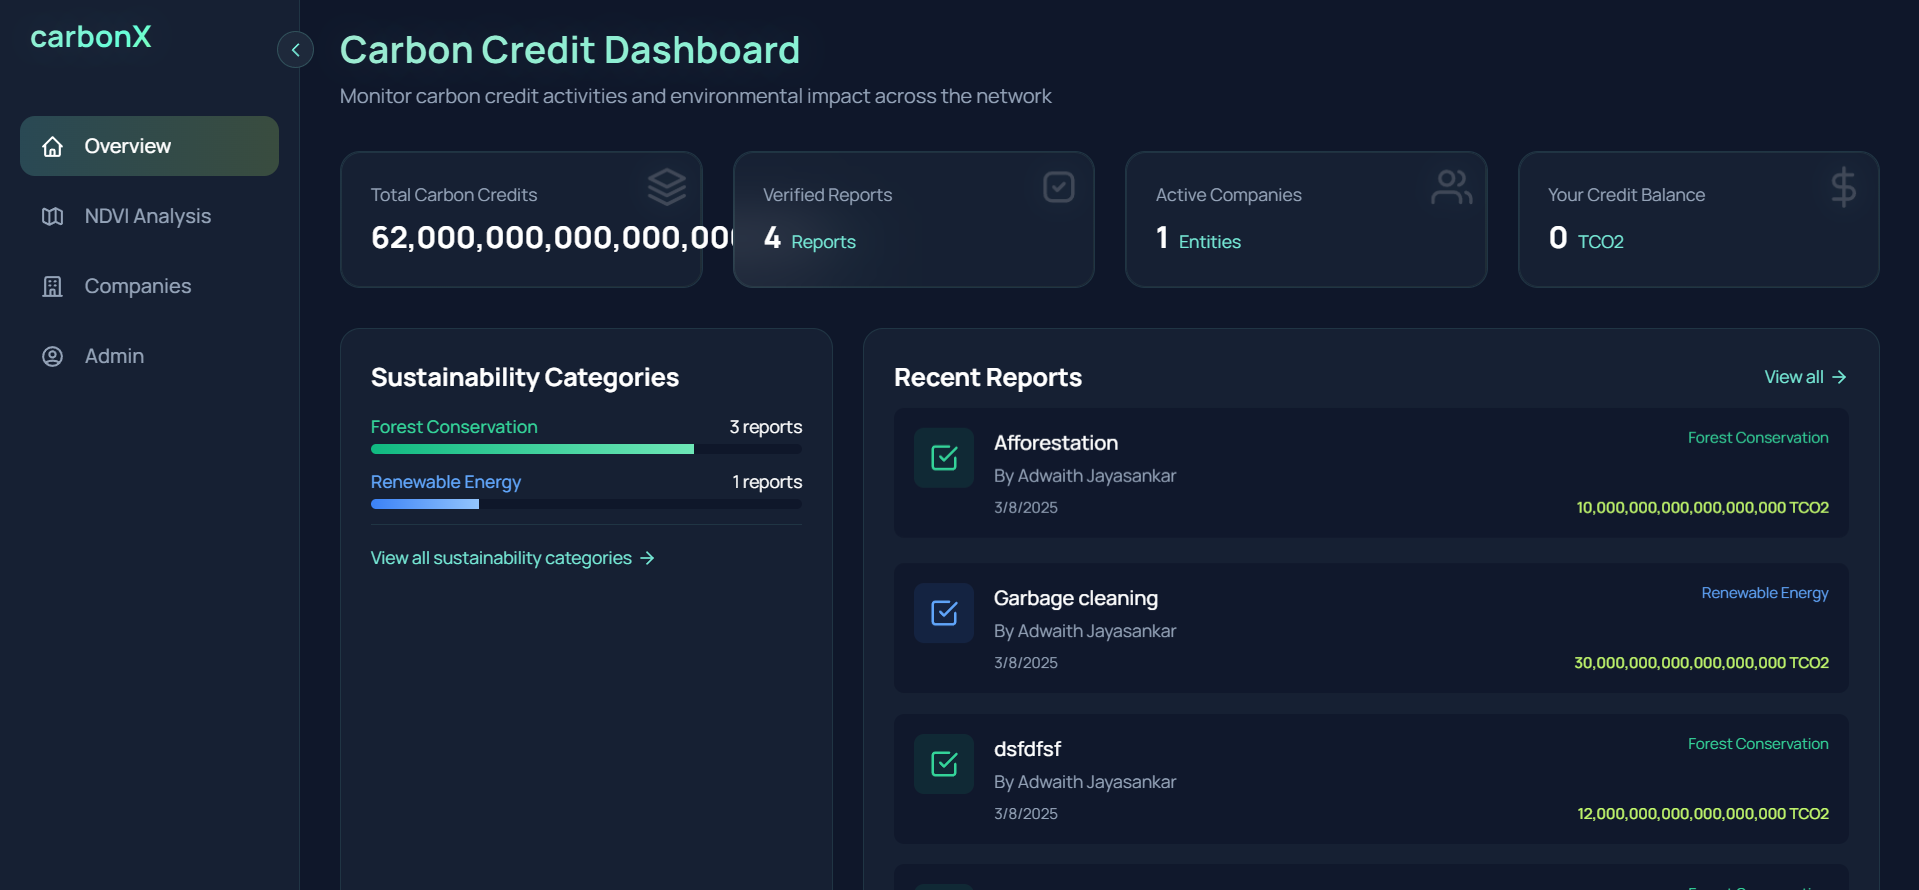 carbonX
Overview
NDVI Analysis
Companies
Admin
Carbon Credit Dashboard
Monitor carbon credit activities and environmental impact across the network
Total Carbon Credits
62,000,000,000,000,00
Verified Reports
4 Reports
Active Companies
1 Entities
Your Credit Balance
0 TCO2
Sustainability Categories
Forest Conservation 3 reports
Renewable Energy 1 reports
View all sustainability categories →
Recent Reports
View all →
Afforestation
Forest Conservation
By Adwaith Jayasankar
3/8/2025
10,000,000,000,000,000,000 TCO2
Garbage cleaning
Renewable Energy
By Adwaith Jayasankar
3/8/2025
30,000,000,000,000,000,000 TCO2
dsfdfsf
Forest Conservation
By Adwaith Jayasankar
3/8/2025
12,000,000,000,000,000,000 TCO2